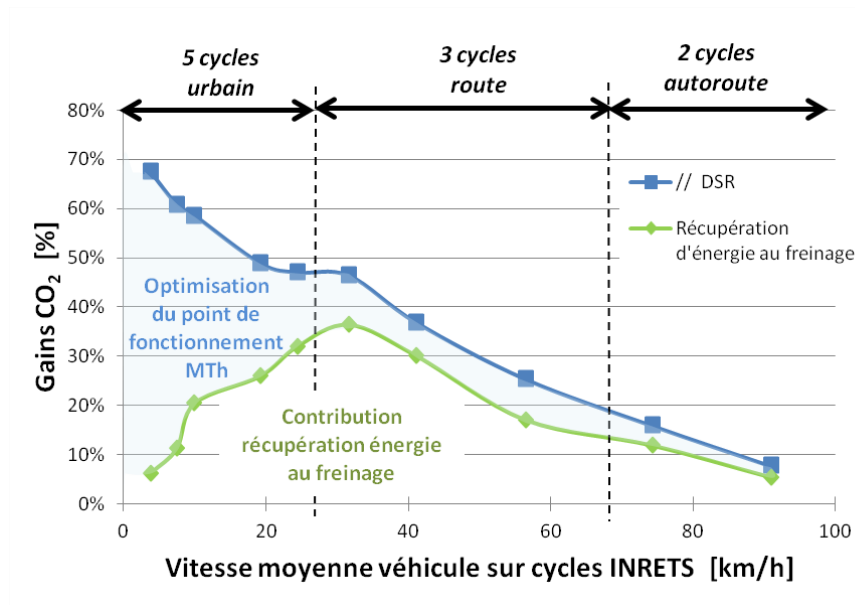 5 cycles
urbain
3 cycles
route
2 cycles
autoroute
80%
70%
60%
50%
40%
30%
20%
10%
0%
Gains CO₂ [%]
// DSR
Récupération
d'énergie au freinage
Optimisation
du point de
fonctionnement
MTh
Contribution
récupération énergie
au freinage
0
20
40
60
80
100
Vitesse moyenne véhicule sur cycles INRETS [km/h]